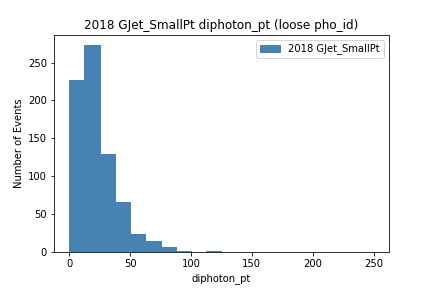 2018 GJet_SmallPt diphoton_pt (loose pho_id)
2018 GJet_SmallPt
Number of Events
250
200
150
100
50
0
0 50 100 150 200 250
diphoton_pt